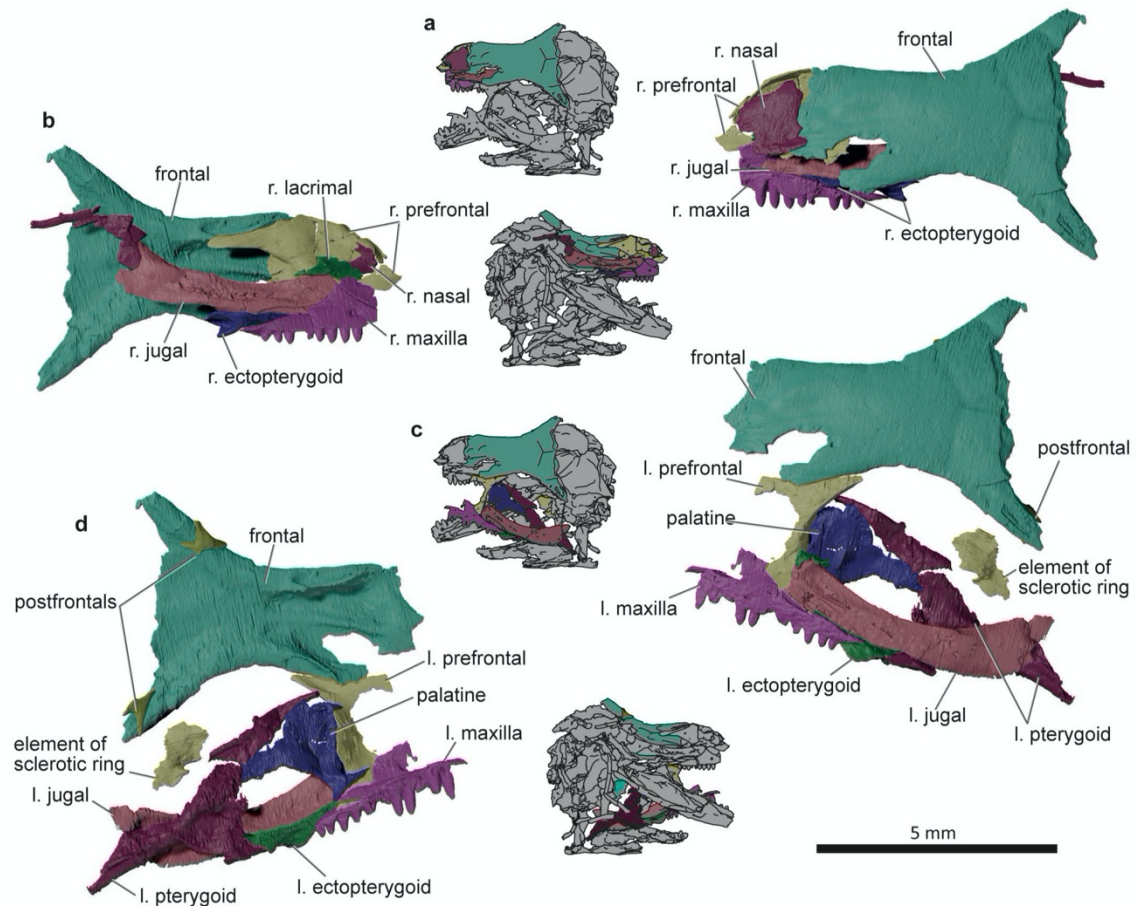 a
r. nasal
frontal
r. prefrontal
r. jugal
r. maxilla
r. ectopterygoid
b
frontal
r. lacrimal
r. prefrontal
r. nasal
r. maxilla
r. jugal
r. ectopterygoid
c
frontal
l. prefrontal
postfrontal
palatine
element of
sclerotic ring
l. maxilla
l. ectopterygoid
l. jugal
l. pterygoid
d
frontal
postfrontals
l. prefrontal
palatine
l. maxilla
element of
sclerotic ring
l. jugal
l. ectopterygoid
l. pterygoid
5 mm